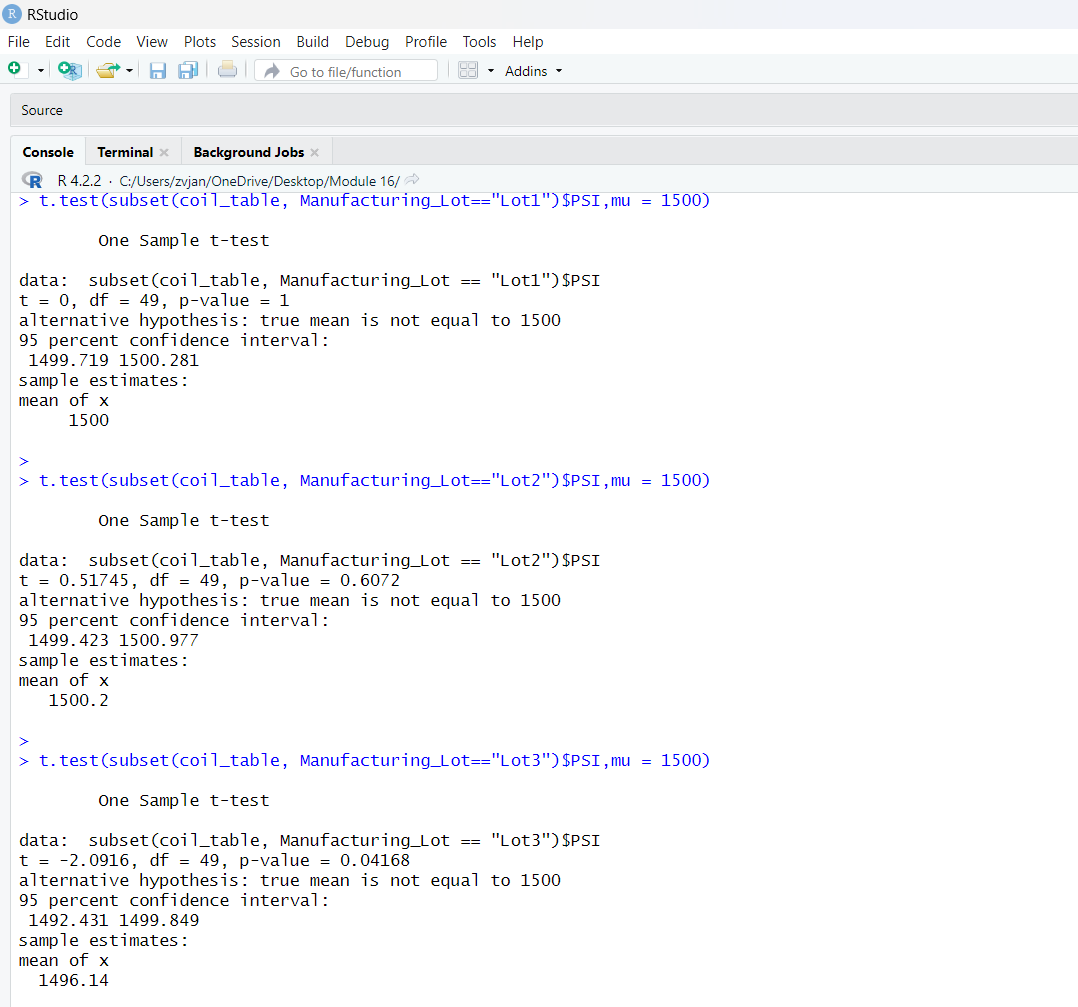 R RStudio
File Edit Code View Plots Session Build Debug Profile Tools Help
R Go to file/function Addins
Source
Console Terminal Background Jobs
R R 4.2.2 · C:/Users/zvjan/OneDrive/Desktop/Module 16/
> t.test(subset(coil_table, Manufacturing_Lot=="Lot1")$PSI,mu = 1500)
One Sample t-test
data:  subset(coil_table, Manufacturing_Lot == "Lot1")$PSI
t = 0, df = 49, p-value = 1
alternative hypothesis: true mean is not equal to 1500
95 percent confidence interval:
1499.719 1500.281
sample estimates:
mean of x
1500
>
> t.test(subset(coil_table, Manufacturing_Lot=="Lot2")$PSI,mu = 1500)
One Sample t-test
data:  subset(coil_table, Manufacturing_Lot == "Lot2")$PSI
t = 0.51745, df = 49, p-value = 0.6072
alternative hypothesis: true mean is not equal to 1500
95 percent confidence interval:
1499.423 1500.977
sample estimates:
mean of x
1500.2
>
> t.test(subset(coil_table, Manufacturing_Lot=="Lot3")$PSI,mu = 1500)
One Sample t-test
data:  subset(coil_table, Manufacturing_Lot == "Lot3")$PSI
t = -2.0916, df = 49, p-value = 0.04168
alternative hypothesis: true mean is not equal to 1500
95 percent confidence interval:
1492.431 1499.849
sample estimates:
mean of x
1496.14